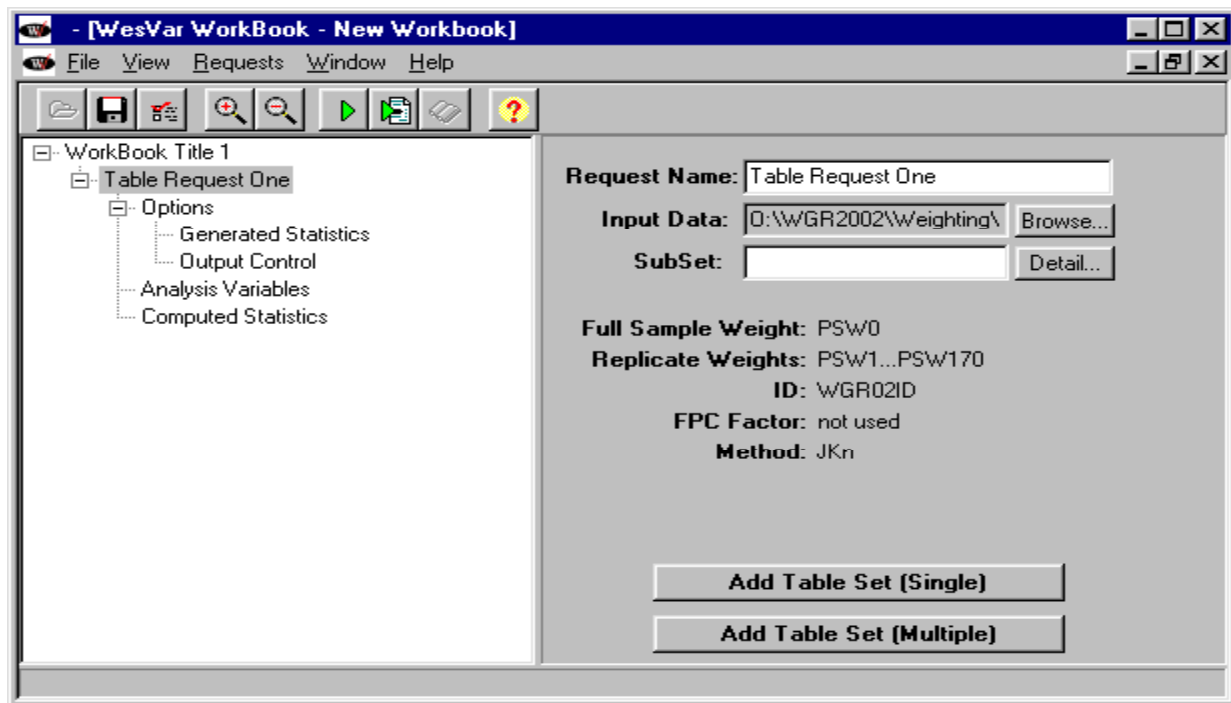 - [WesVar WorkBook - New Workbook]
File View Requests Window Help
WorkBook Title 1
Table Request One
Options
Generated Statistics
Output Control
Analysis Variables
Computed Statistics
Request Name: Table Request One
Input Data: O:\WGR2002\Weighting\ Browse...
SubSet: Detail...
Full Sample Weight: PSW0
Replicate Weights: PSW1...PSW170
ID: WGR02ID
FPC Factor: not used
Method: JKn
Add Table Set (Single)
Add Table Set (Multiple)